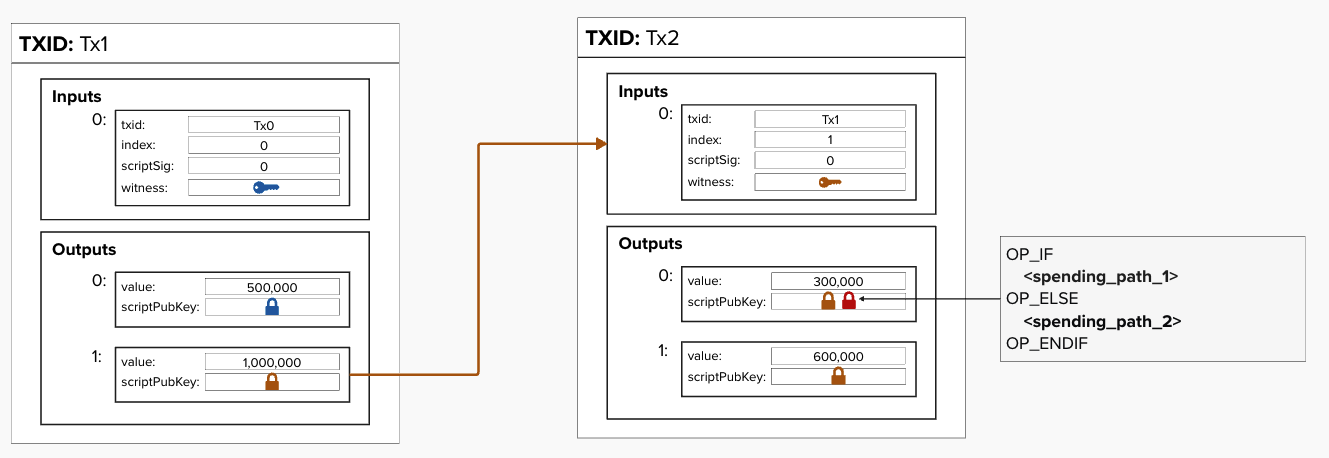 TXID: Tx1
Inputs
0:
txid: Tx0
index: 0
scriptSig: 0
witness:
Outputs
0:
value: 500,000
scriptPubKey:
1:
value: 1,000,000
scriptPubKey:
TXID: Tx2
Inputs
0:
txid: Tx1
index: 1
scriptSig: 0
witness:
Outputs
0:
value: 300,000
scriptPubKey:
1:
value: 600,000
scriptPubKey:
OP_IF
<spending_path_1>
OP_ELSE
<spending_path_2>
OP_ENDIF